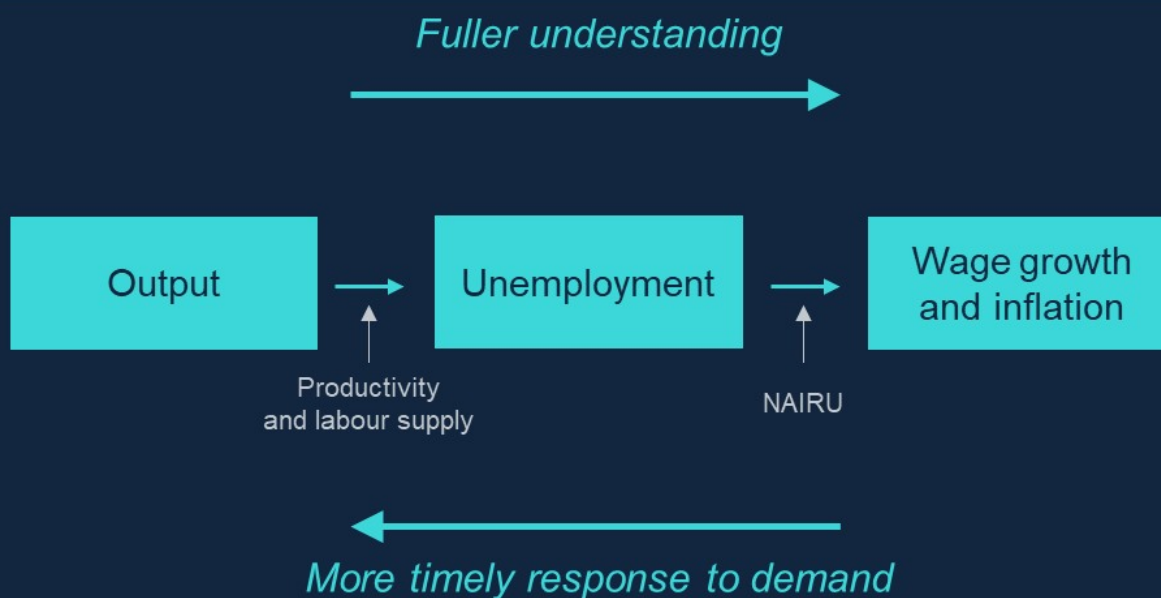 Fuller understanding
Output
Unemployment
Wage growth
and inflation
Productivity
and labour supply
NAIRU
More timely response to demand